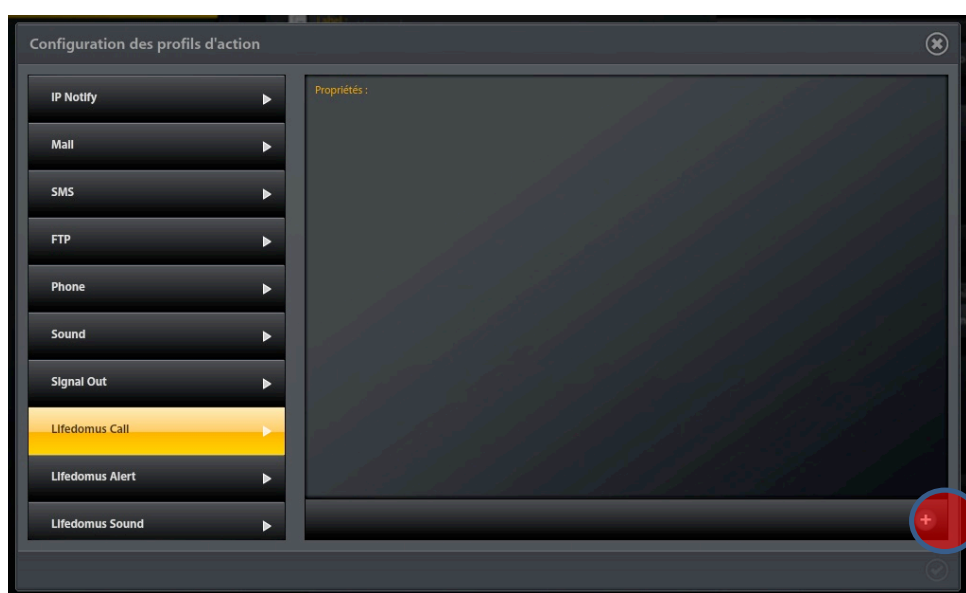 Label :
Configuration des profils d'action
IP Notify
Mail
SMS
FTP
Phone
Sound
Signal Out
Lifedomus Call
Lifedomus Alert
Lifedomus Sound
Propriétés :